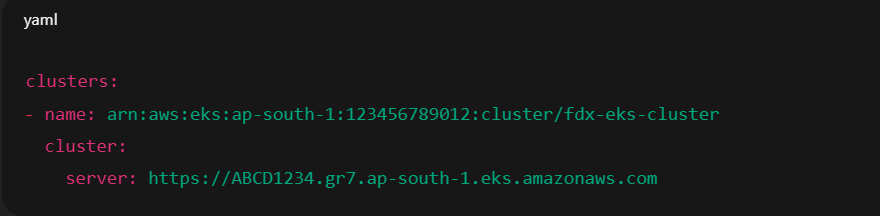 yaml
clusters:
- name: arn:aws:eks:ap-south-1:123456789012:cluster/fdx-eks-cluster
  cluster:
    server: https://ABCD1234.gr7.ap-south-1.eks.amazonaws.com